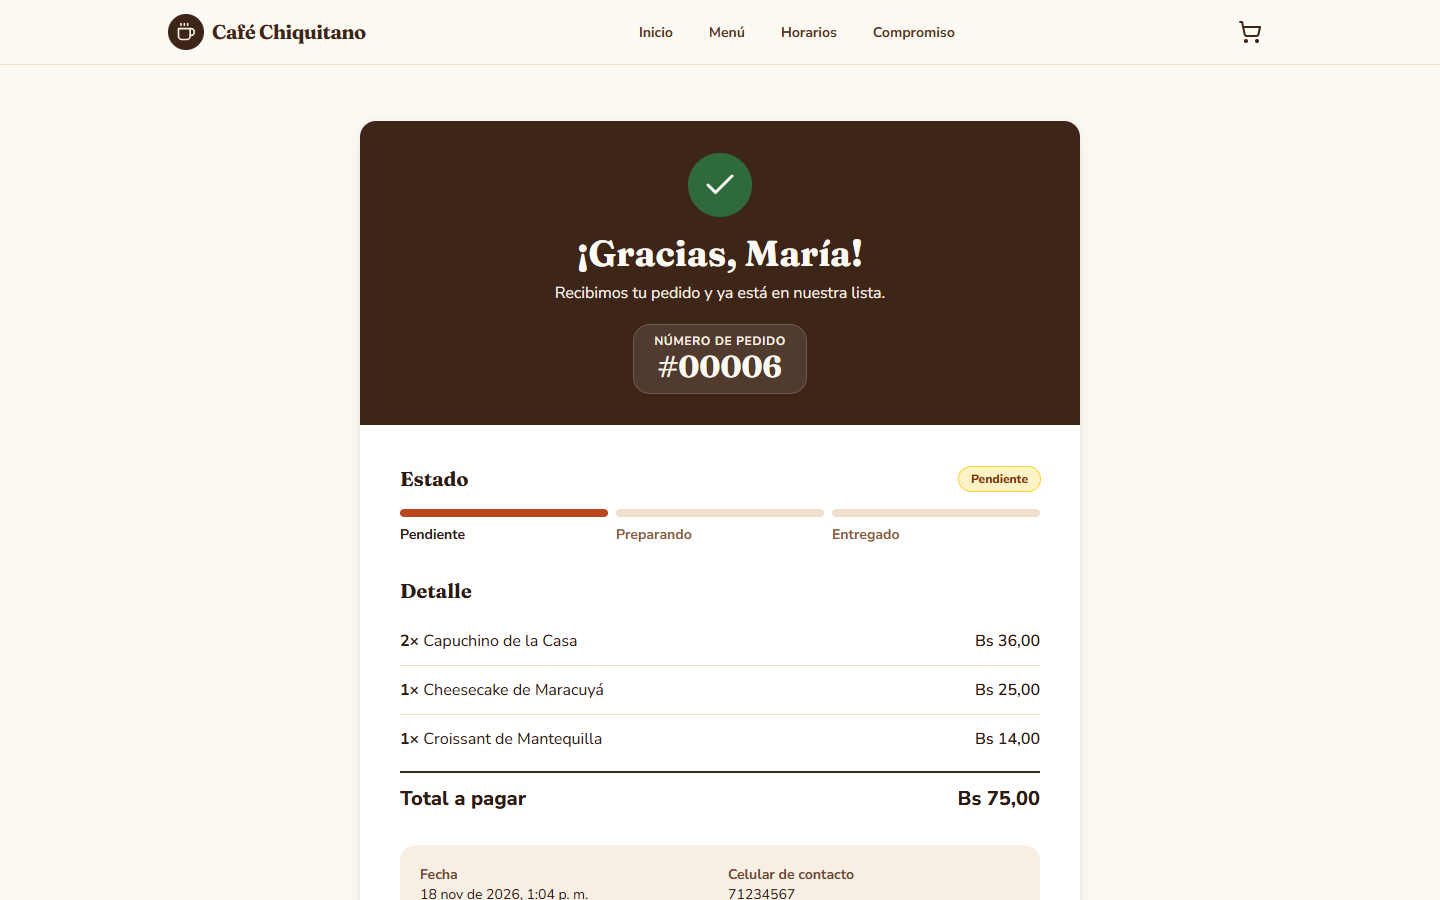 Café Chiquitano
Inicio Menú Horarios Compromiso
¡Gracias, María!
Recibimos tu pedido y ya está en nuestra lista.
NÚMERO DE PEDIDO
#00006
Estado Pendiente
Pendiente Preparando Entregado
Detalle
2× Capuchino de la Casa Bs 36,00
1× Cheesecake de Maracuyá Bs 25,00
1× Croissant de Mantequilla Bs 14,00
Total a pagar Bs 75,00
Fecha Celular de contacto
18 nov de 2026, 1:04 p. m. 71234567